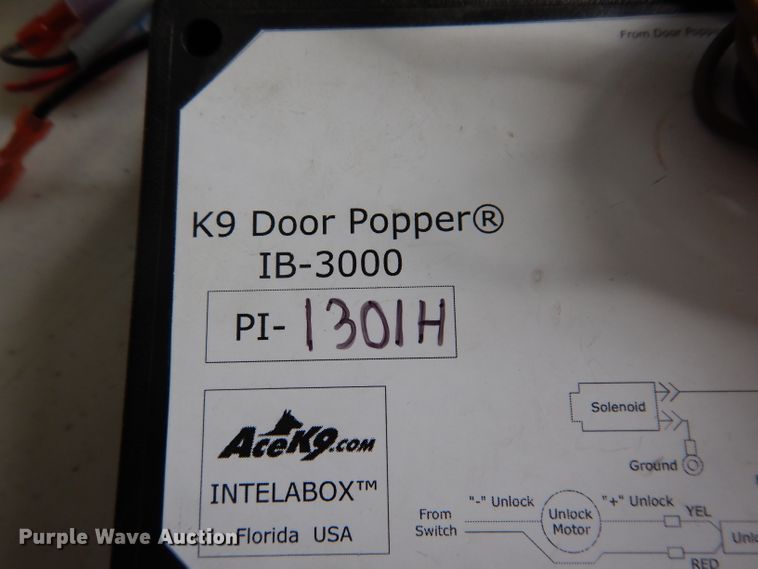 From Door
K9 Door Popper®
IB-3000
PI-1301H
Solenoid
AceK9.com
Ground
INTELABOX™
"-" Unlock
"+" Unlock
From
Switch
Unlock
Motor
YEL
Florida USA
RED
Purple Wave Auction